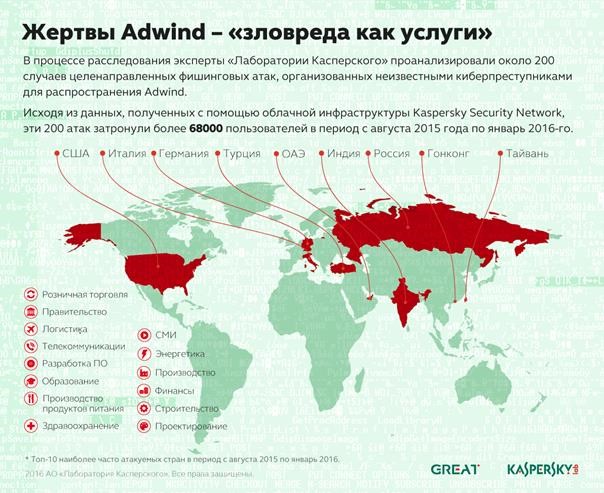 Жертвы Adwind – «зловреда как услуги»
В процессе расследования эксперты «Лаборатории Касперского» проанализировали около 200
случаев целенаправленных фишинговых атак, организованных неизвестными киберпреступниками
для распространения Adwind.
Исходя из данных, полученных с помощью облачной инфраструктуры Kaspersky Security Network,
эти 200 атак затронули более 68000 пользователей в период с августа 2015 года по январь 2016-го.
США Италия Германия Турция ОАЭ Индия Россия Гонконг Тайвань
Розничная торговля
Правительство
Логистика
Телекоммуникации
Разработка ПО
Образование
Производство
продуктов питания
Здравоохранение
СМИ
Энергетика
Производство
Финансы
Строительство
Проектирование
* Топ-10 наиболее часто атакуемых стран в период с августа 2015 по январь 2016.
2016 АО «Лаборатория Касперского». Все права защищены.
GREAT KASPERSKY